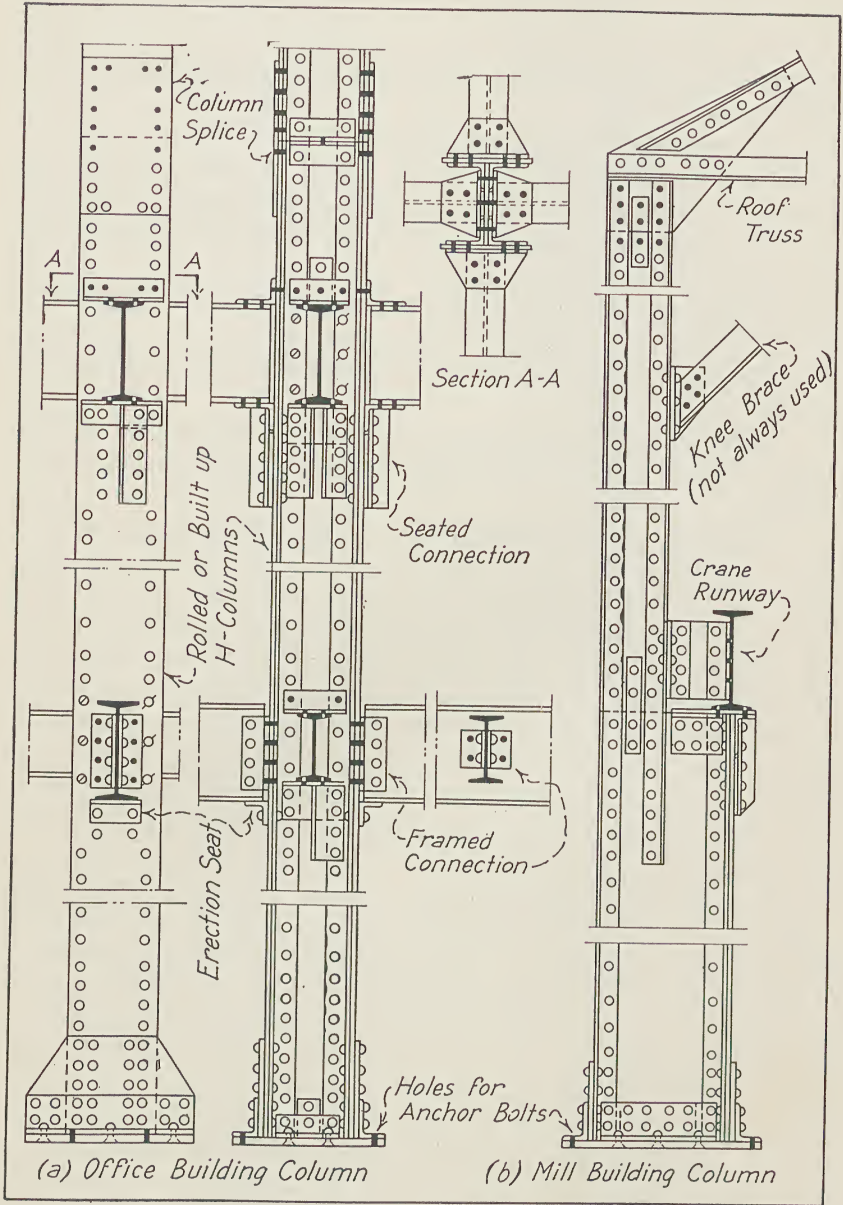 Column
Splice
A
A
Section A-A
Roof
Truss
Knee Brace
(not always used)
Seated
Connection
Rolled or Built up
H-Columns
Crane
Runway
Erection Seat
Framed
Connection
Holes for
Anchor Bolts
(a) Office Building Column
(b) Mill Building Column